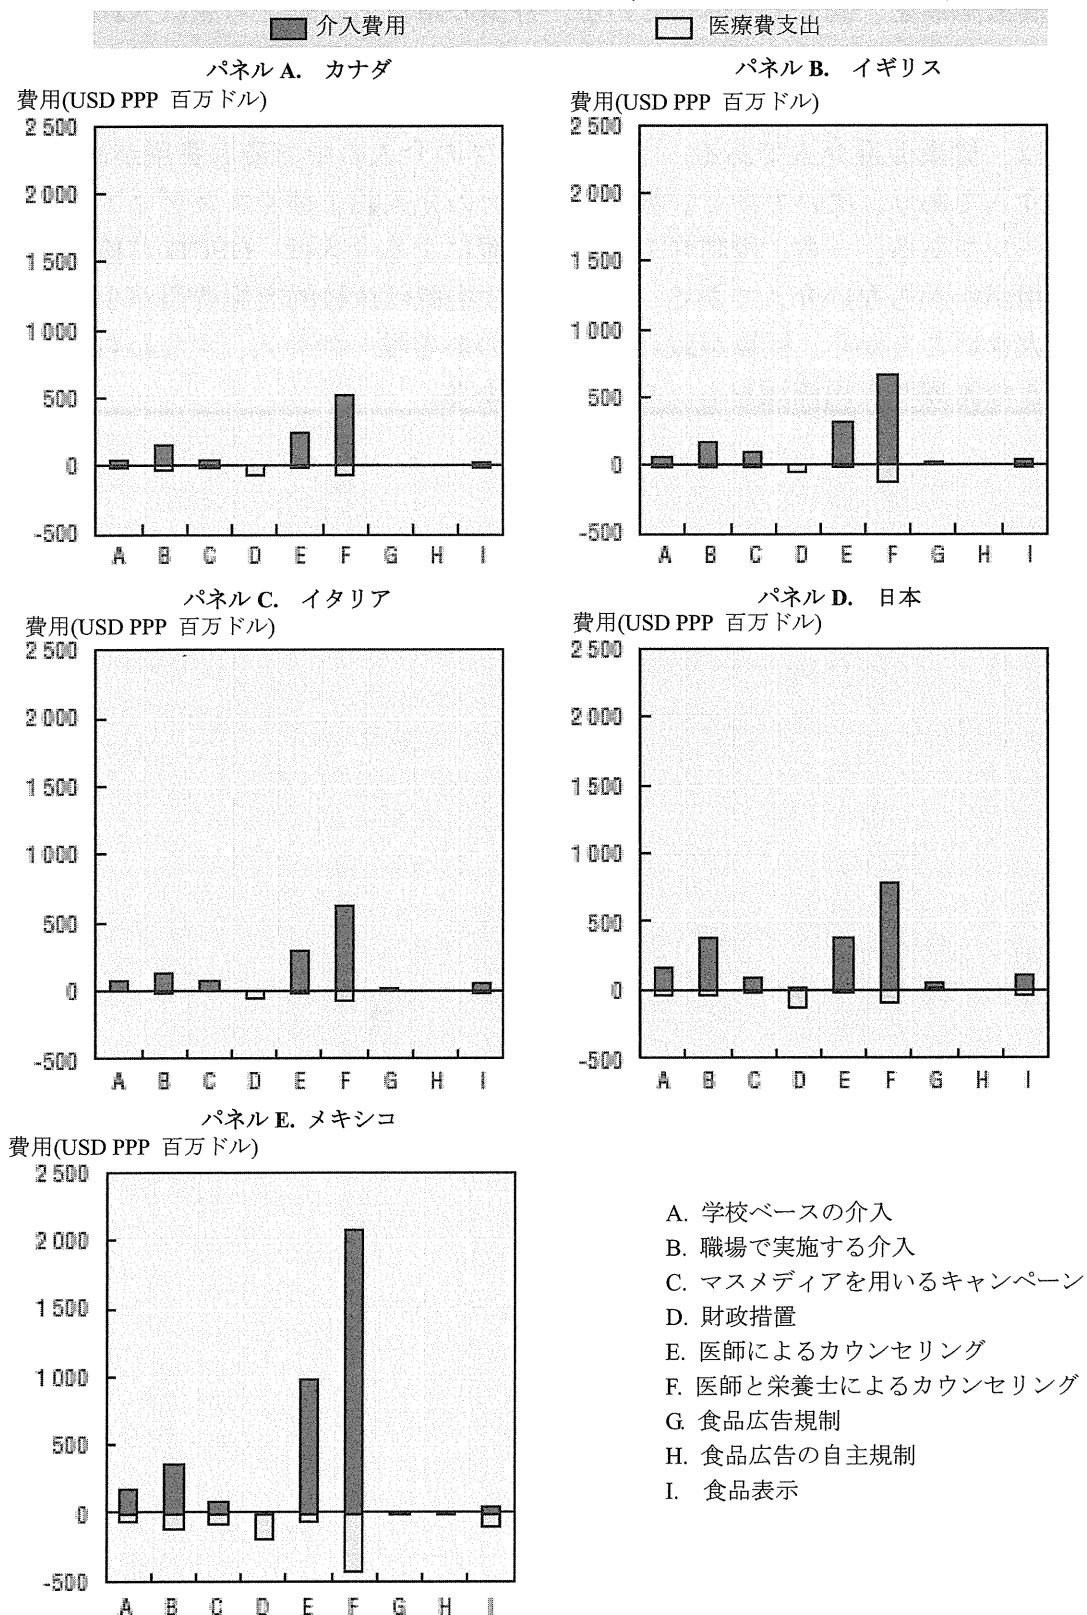 介入費用 医療費支出
パネル A. カナダ
費用(USD PPP 百万ドル)
2 500
2 000
1 500
1 000
500
0
-500
A B C D E F G H I
パネル B. イギリス
費用(USD PPP 百万ドル)
2 500
2 000
1 500
1 000
500
0
-500
A B C D E F G H I
パネル C. イタリア
費用(USD PPP 百万ドル)
2 500
2 000
1 500
1 000
500
0
-500
A B C D E F G H I
パネル D. 日本
費用(USD PPP 百万ドル)
2 500
2 000
1 500
1 000
500
0
-500
A B C D E F G H I
パネル E. メキシコ
費用(USD PPP 百万ドル)
2 500
2 000
1 500
1 000
500
0
-500
A B C D E F G H I
A. 学校ベースの介入
B. 職場で実施する介入
C. マスメディアを用いるキャンペーン
D. 財政措置
E. 医師によるカウンセリング
F. 医師と栄養士によるカウンセリング
G. 食品広告規制
H. 食品広告の自主規制
I. 食品表示